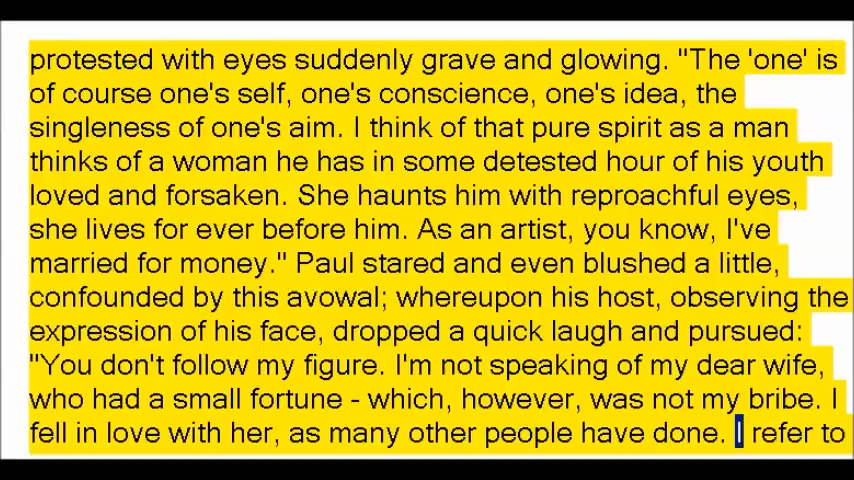 protested with eyes suddenly grave and glowing. "The 'one' is
of course one's self, one's conscience, one's idea, the
singleness of one's aim. I think of that pure spirit as a man
thinks of a woman he has in some detested hour of his youth
loved and forsaken. She haunts him with reproachful eyes,
she lives for ever before him. As an artist, you know, I've
married for money." Paul stared and even blushed a little,
confounded by this avowal; whereupon his host, observing the
expression of his face, dropped a quick laugh and pursued:
"You don't follow my figure. I'm not speaking of my dear wife,
who had a small fortune - which, however, was not my bribe. I
fell in love with her, as many other people have done. I refer to